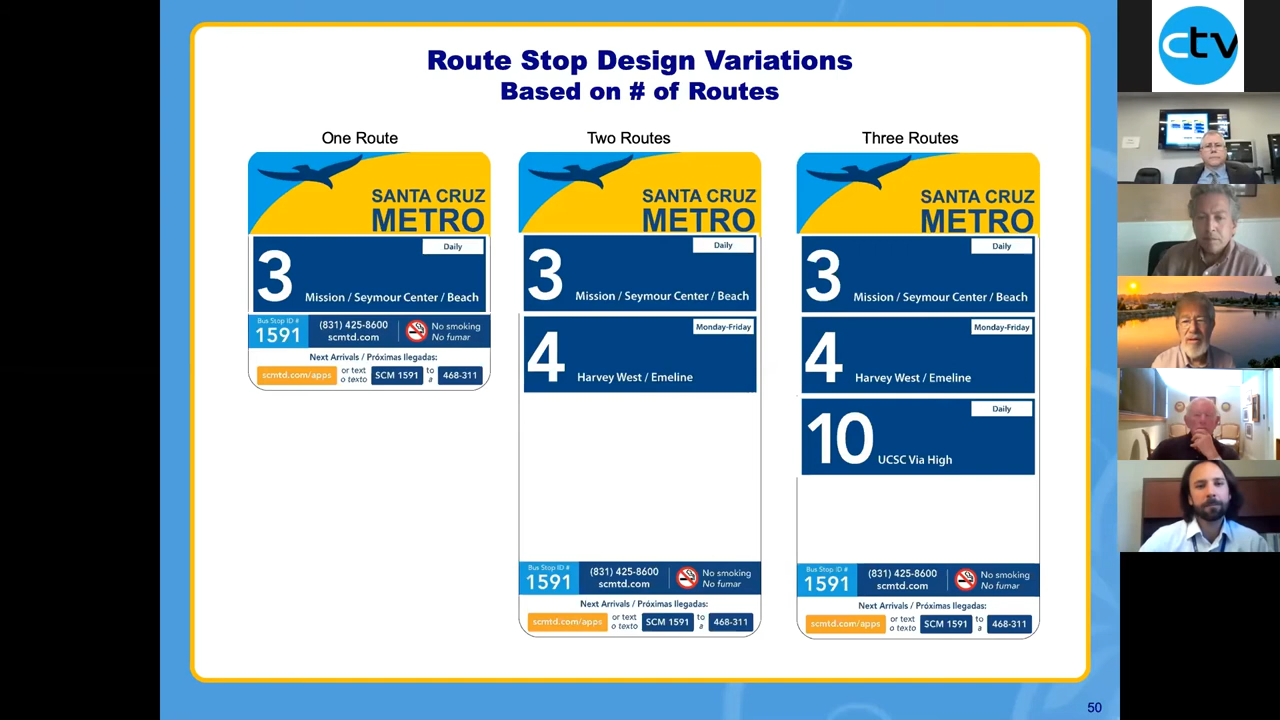 Route Stop Design Variations
Based on # of Routes
One Route
SANTA CRUZ
METRO
Daily
3
Mission / Seymour Center / Beach
Bus Stop ID #
1591
(831) 425-8600
scmtd.com
No smoking
No fumar
Next Arrivals / Próximas llegadas:
scmtd.com/apps
or text
o texto
SCM 1591
to
a
468-311
Two Routes
SANTA CRUZ
METRO
Daily
3
Mission / Seymour Center / Beach
Monday-Friday
4
Harvey West / Emeline
Bus Stop ID #
1591
(831) 425-8600
scmtd.com
No smoking
No fumar
Next Arrivals / Próximas llegadas:
scmtd.com/apps
or text
o texto
SCM 1591
to
a
468-311
Three Routes
SANTA CRUZ
METRO
Daily
3
Mission / Seymour Center / Beach
Monday-Friday
4
Harvey West / Emeline
Daily
10
UCSC Via High
Bus Stop ID #
1591
(831) 425-8600
scmtd.com
No smoking
No fumar
Next Arrivals / Próximas llegadas:
scmtd.com/apps
or text
o texto
SCM 1591
to
a
468-311
50
ctv